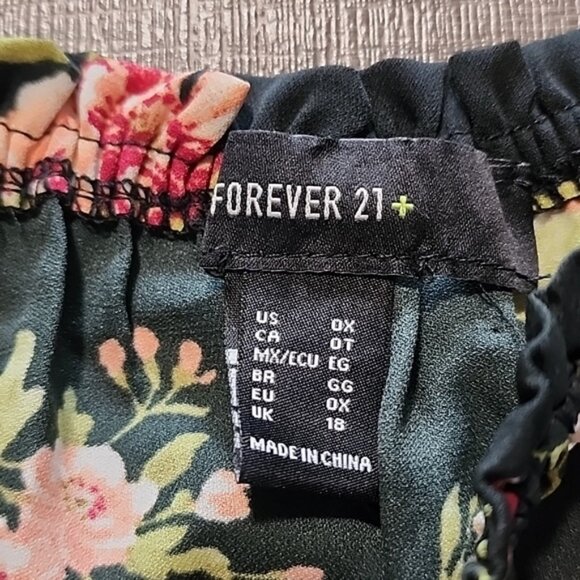 FOREVER 21+
US 0X
CA 0T
MX/ECU EG
BR GG
EU 0X
UK 18
MADE IN CHINA